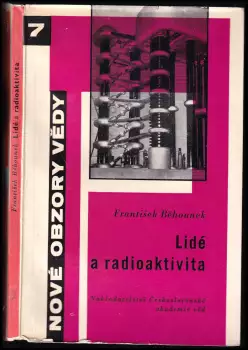 František Běhounek Lidé a radioaktivita
7
NOVÉ OBZORY VĚDY
František Běhounek
Lidé
a radioaktivita
Nakladatelství Československé
akademie věd